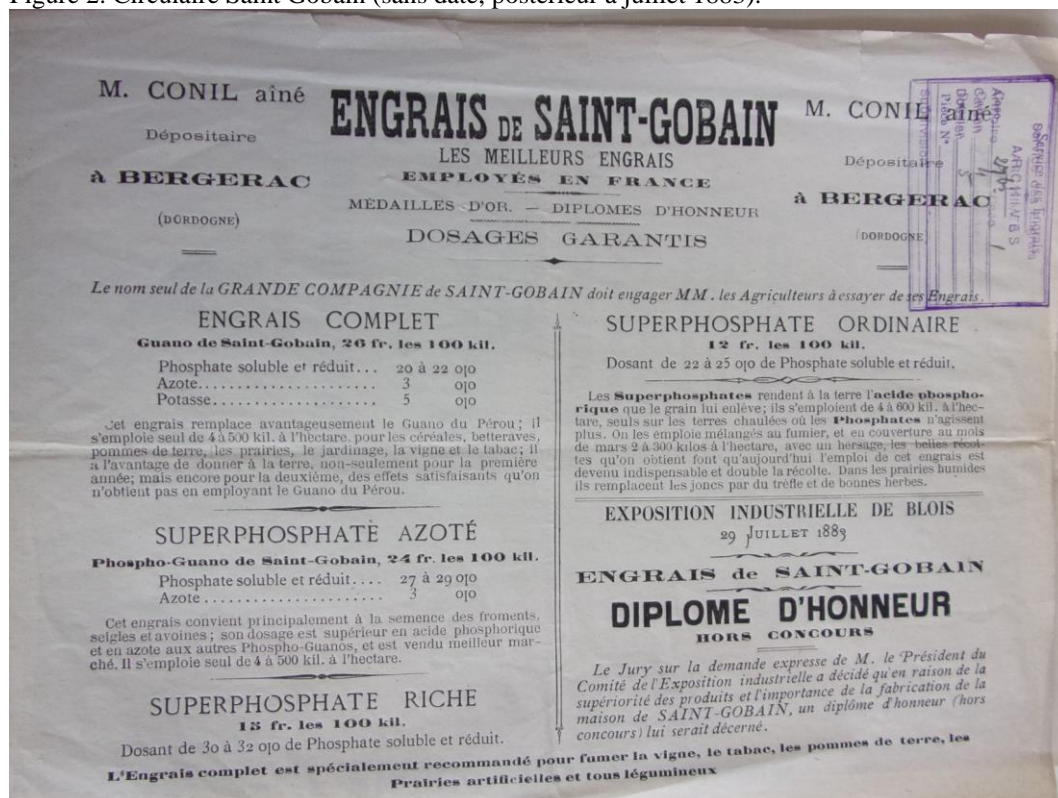 Figure 2. Circulaire Saint-Gobain (sans date, postérieur à juillet 1883).
M. CONIL aîné
Dépositaire
à BERGERAC
(DORDOGNE)
ENGRAIS DE SAINT-GOBAIN
LES MEILLEURS ENGRAIS
EMPLOYÉS EN FRANCE
MÉDAILLES D'OR. — DIPLOMES D'HONNEUR
DOSAGES GARANTIS
M. CONIL aîné
Dépositaire
à BERGERAC
(DORDOGNE)
Service des Engrais
ARGMINES
Pièce N°
Le nom seul de la GRANDE COMPAGNIE de SAINT-GOBAIN doit engager MM. les Agriculteurs à essayer de ses Engrais.
ENGRAIS COMPLET
Guano de Saint-Gobain, 26 fr. les 100 kil.
Phosphate soluble et réduit... 20 à 22 0|0
Azote.................... 3 0|0
Potasse.................. 5 0|0
Cet engrais remplace avantageusement le Guano du Pérou; il
s'emploie seul de 4 à 500 kil. à l'hectare. pour les céréales, betteraves,
pommes de terre, les prairies, le jardinage, la vigne et le tabac; il
a l'avantage de donner à la terre, non-seulement pour la première
année; mais encore pour la deuxième, des effets satisfaisants qu'on
n'obtient pas en employant le Guano du Pérou.
SUPERPHOSPHATE AZOTÉ
Phospho-Guano de Saint-Gobain, 24 fr. les 100 kil.
Phosphate soluble et réduit.... 27 à 29 0|0
Azote..................... 3 0|0
Cet engrais convient principalement à la semence des froments,
seigles et avoines; son dosage est supérieur en acide phosphorique
et en azote aux autres Phospho-Guanos, et est vendu meilleur mar-
ché. Il s'emploie seul de 4 à 500 kil. à l'hectare.
SUPERPHOSPHATE RICHE
15 fr. les 100 kil.
Dosant de 30 à 32 0|0 de Phosphate soluble et réduit.
SUPERPHOSPHATE ORDINAIRE
12 fr. les 100 kil.
Dosant de 22 à 25 0|0 de Phosphate soluble et réduit.
Les Superphosphates rendent à la terre l'acide phospho-
rique que le grain lui enlève; ils s'emploient de 4 à 600 kil. à l'hec-
tare, seuls sur les terres chaulées où les Phosphates n'agissent
plus. On les emploie mélangés au fumier, et en couverture au mois
de mars 2 à 300 kilos à l'hectare, avec un hersage, les belles récol-
tes qu'on obtient font qu'aujourd'hui l'emploi de cet engrais est
devenu indispensable et double la récolte. Dans les prairies humides
ils remplacent les joncs par du trèfle et de bonnes herbes.
EXPOSITION INDUSTRIELLE DE BLOIS
29 JUILLET 1883
ENGRAIS de SAINT-GOBAIN
DIPLOME D'HONNEUR
HORS CONCOURS
Le Jury sur la demande expresse de M. le Président du
Comité de l'Exposition industrielle a décidé qu'en raison de la
supériorité des produits et l'importance de la fabrication de la
maison de SAINT-GOBAIN, un diplôme d'honneur (hors
concours) lui serait décerné.
L'Engrais complet est spécialement recommandé pour fumer la vigne, le tabac, les pommes de terre, les
Prairies artificielles et tous légumineux